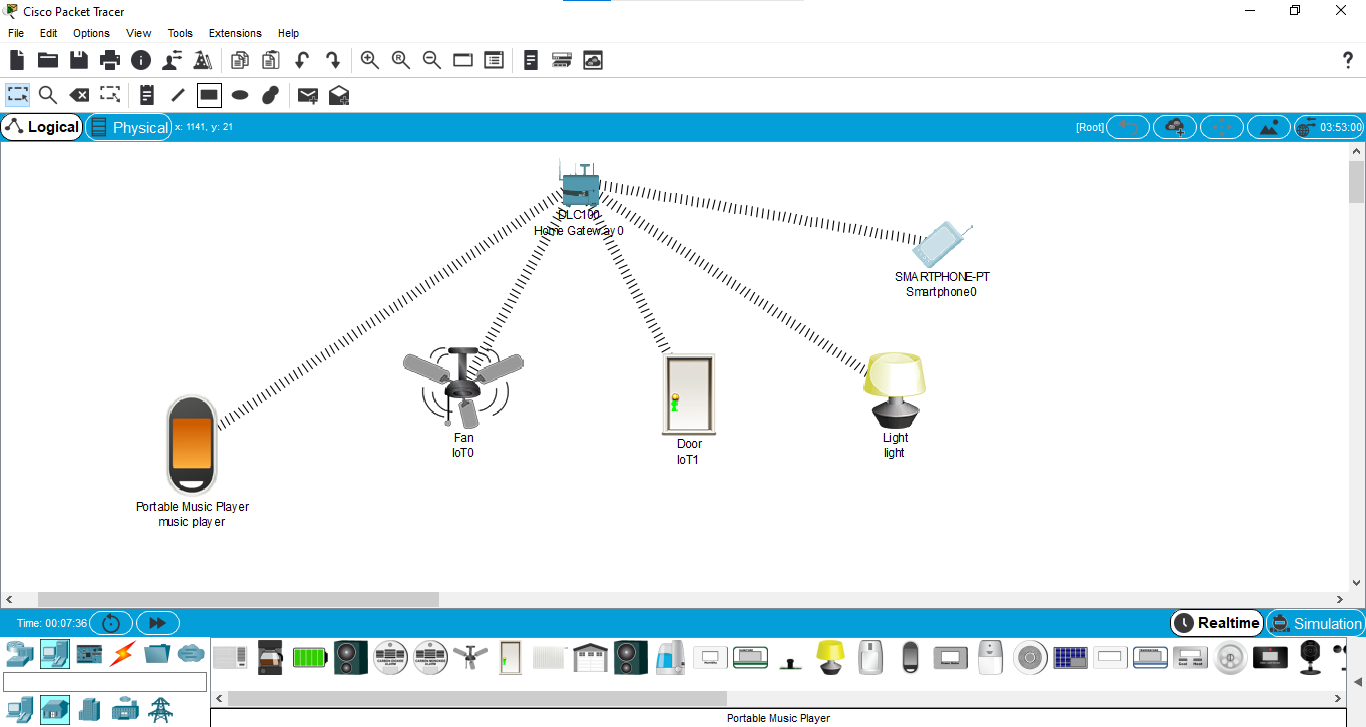 Cisco Packet Tracer
File Edit Options View Tools Extensions Help
Logical Physical x: 1141, y: 21 [Root] 03:53:00
DLC100
Home Gateway0
SMARTPHONE-PT
Smartphone0
Fan
IoT0
Door
IoT1
Light
light
Portable Music Player
music player
Time: 00:07:36 Realtime Simulation
Portable Music Player